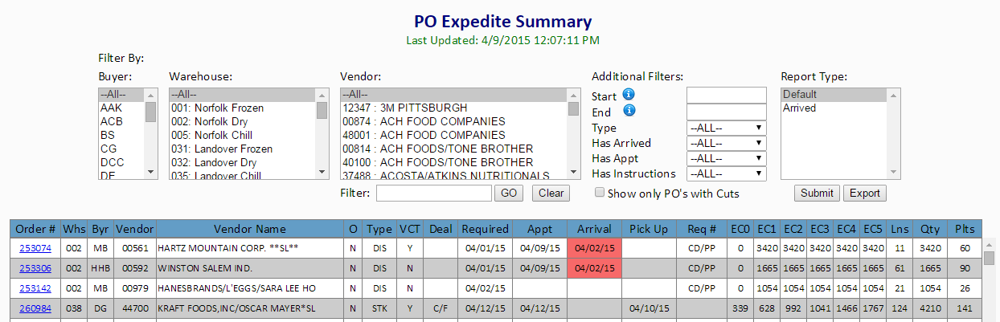 PO Expedite Summary
Last Updated: 4/9/2015 12:07:11 PM
Filter By:
Buyer: Warehouse: Vendor: Additional Filters: Report Type:
--All-- --All-- --All-- Start Default
AAK 001: Norfolk Frozen 12347 : 3M PITTSBURGH End Arrived
ACB 002: Norfolk Dry 00874 : ACH FOOD COMPANIES Type --ALL--
BS 005: Norfolk Chill 48001 : ACH FOOD COMPANIES Has Arrived --ALL--
CG 031: Landover Frozen 00814 : ACH FOODS/TONE BROTHER Has Appt --ALL--
DCC 032: Landover Dry 40100 : ACH FOODS/TONE BROTHER Has Instructions --ALL--
DE 035: Landover Chill 37488 : ACOSTA/ATKINS NUTRITIONALS
Filter: GO Clear Show only PO's with Cuts Submit Export
Order # Whs Byr Vendor Vendor Name O Type VCT Deal Required Appt Arrival Pick Up Req # EC0 EC1 EC2 EC3 EC4 EC5 Lns Qty Plts
253074 002 MB 00561 HARTZ MOUNTAIN CORP. **SL** N DIS Y 04/01/15 04/09/15 04/02/15 CD/PP 0 3420 3420 3420 3420 3420 11 3420 60
253306 002 HHB 00592 WINSTON SALEM IND. N DIS N 04/02/15 04/09/15 04/02/15 CD/PP 0 1665 1665 1665 1665 1665 61 1665 90
253142 002 MB 00979 HANESBRANDS/L'EGGS/SARA LEE HO N DIS N 04/02/15 CD/PP 0 1054 1054 1054 1054 1054 21 1054 26
260984 038 DG 44700 KRAFT FOODS,INC/OSCAR MAYER*SL N STK Y C/F 04/12/15 04/12/15 04/10/15 339 628 992 1041 1466 1767 124 4210 141